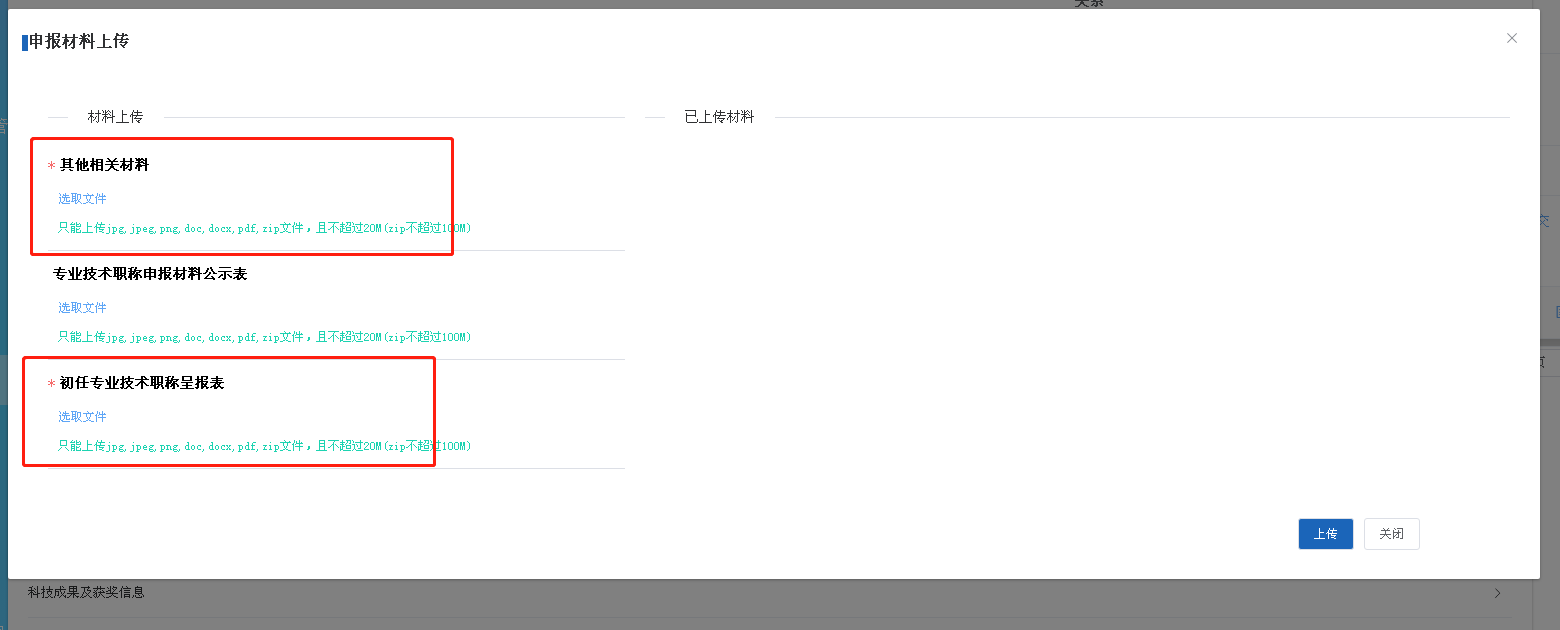 关系
申报材料上传
材料上传
已上传材料
* 其他相关材料
选取文件
只能上传jpg,jpeg,png,doc,docx,pdf,zip文件，且不超过20M(zip不超过100M)
专业技术职称申报材料公示表
选取文件
只能上传jpg,jpeg,png,doc,docx,pdf,zip文件，且不超过20M(zip不超过100M)
* 初任专业技术职称呈报表
选取文件
只能上传jpg,jpeg,png,doc,docx,pdf,zip文件，且不超过20M(zip不超过100M)
上传
关闭
科技成果及获奖信息